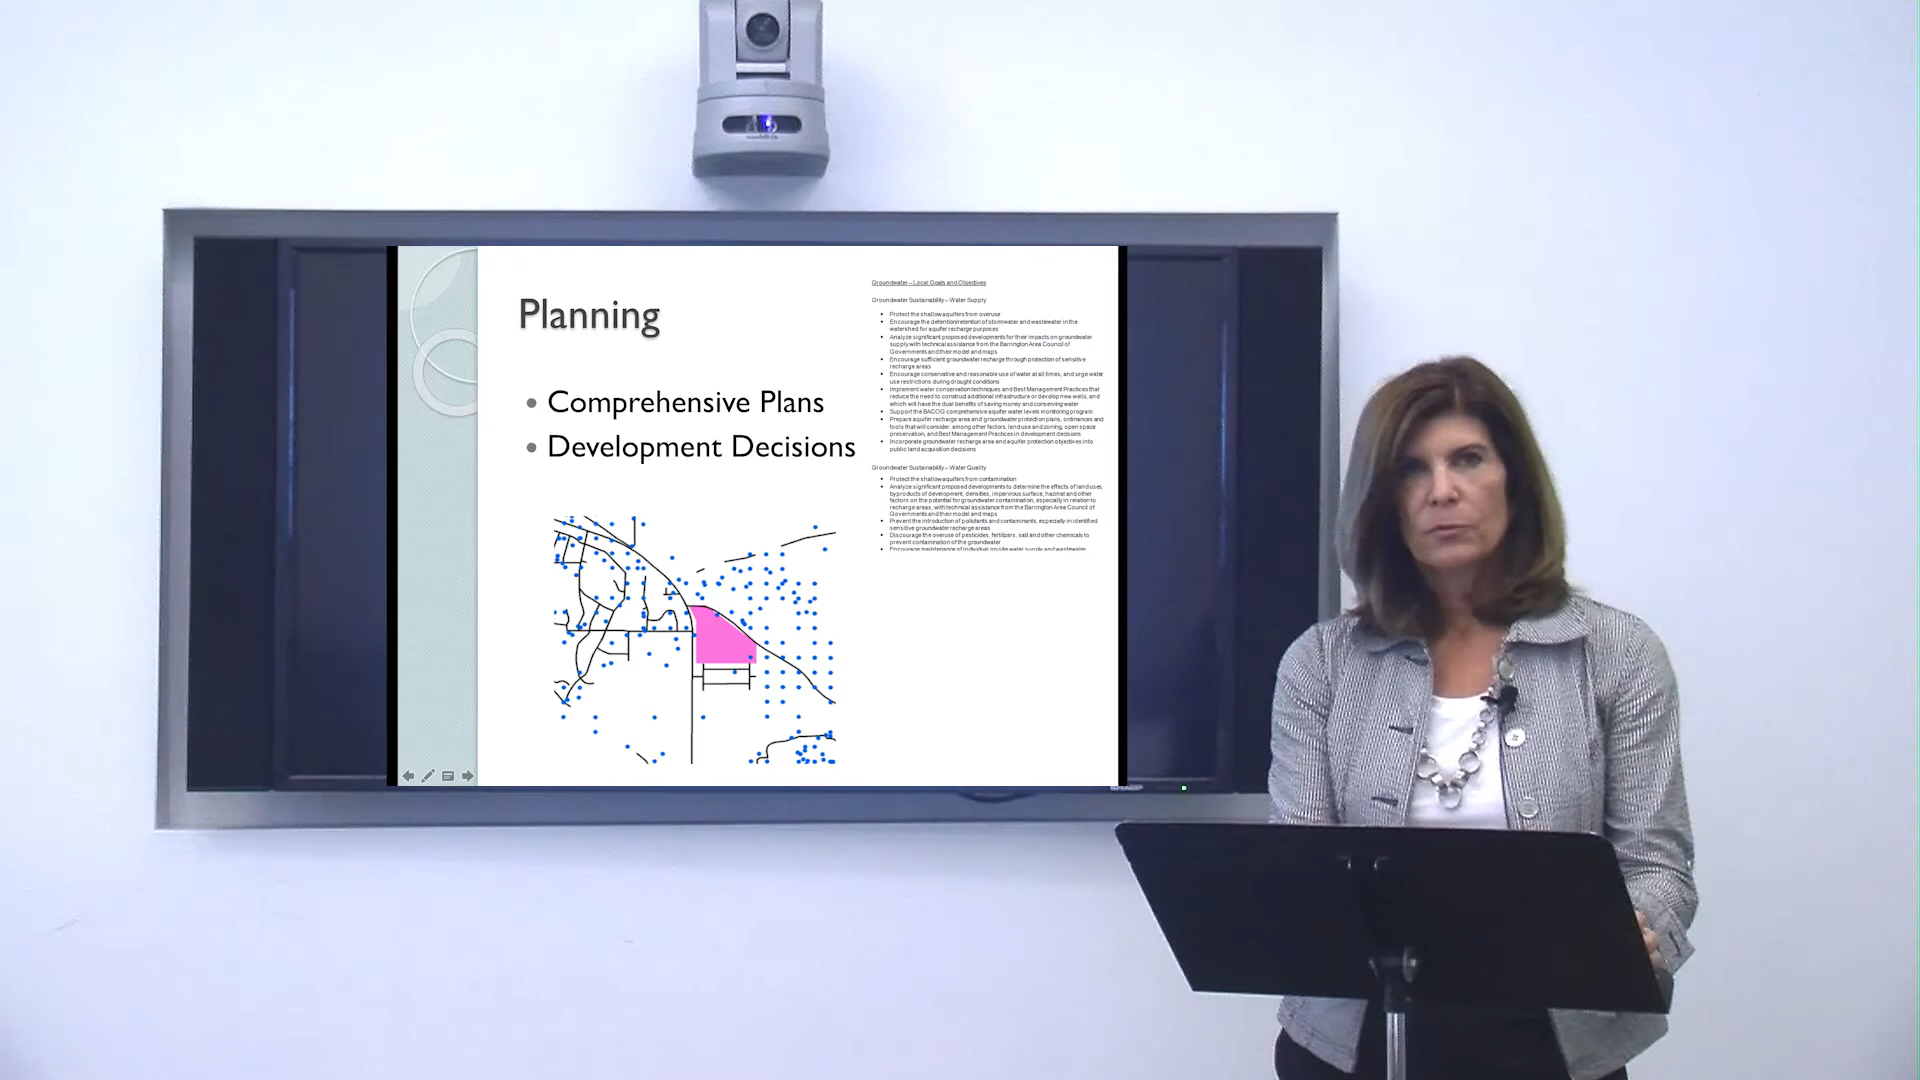 Planning
• Comprehensive Plans
• Development Decisions
Groundwater – Local Goals and Objectives
Groundwater Sustainability – Water Supply
• Protect the shallow aquifers from overuse
• Encourage the detention/retention of stormwater and wastewater in the
watershed for aquifer recharge purposes
• Analyze significant proposed developments for their impacts on groundwater
supply with technical assistance from the Barrington Area Council of
Governments and their model and maps
• Encourage sufficient groundwater recharge through protection of sensitive
recharge areas
• Encourage conservative and reasonable use of water at all times, and urge water
use restrictions during drought conditions
• Implement water conservation techniques and Best Management Practices that
reduce the need to construct additional infrastructure or develop new wells, and
which will have the dual benefits of saving money and conserving water
• Support the BACOG comprehensive aquifer water levels monitoring program
• Prepare aquifer recharge area and groundwater protection plans, ordinances and
tools that will consider, among other factors, land use and zoning, open space
preservation, and Best Management Practices in development decisions
• Incorporate groundwater recharge area and aquifer protection objectives into
public land acquisition decisions
Groundwater Sustainability – Water Quality
• Protect the shallow aquifers from contamination
• Analyze significant proposed developments to determine the effects of land uses,
byproducts of development, densities, impervious surface, hazmat and other
factors on the potential for groundwater contamination, especially in relation to
recharge areas, with technical assistance from the Barrington Area Council of
Governments and their model and maps
• Prevent the introduction of pollutants and contaminants, especially in identified
sensitive groundwater recharge areas
• Discourage the overuse of pesticides, fertilizers, salt and other chemicals to
prevent contamination of the groundwater
• Encourage maintenance of individual on-site water supply and wastewater